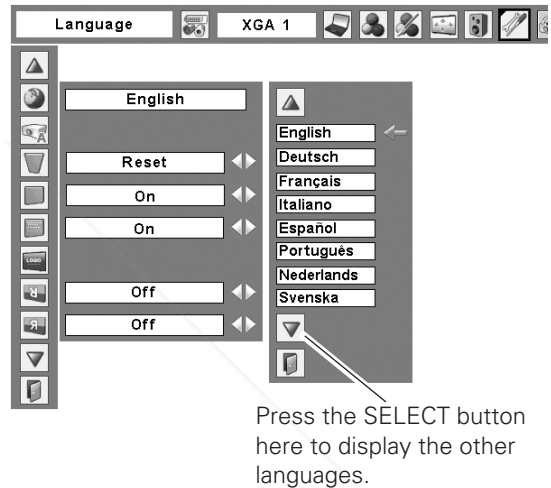 Language
XGA 1
English
Reset
On
On
LOGO
Off
Off
English
Deutsch
Français
Italiano
Español
Português
Nederlands
Svenska
Press the SELECT button
here to display the other
languages.